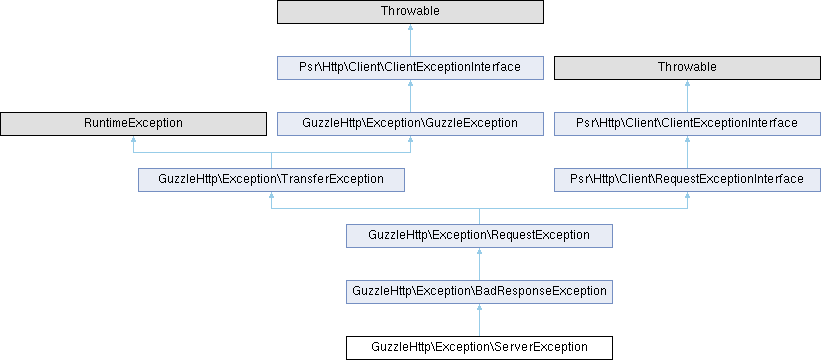 Throwable
Psr\Http\Client\ClientExceptionInterface
Throwable
RuntimeException
GuzzleHttp\Exception\GuzzleException
Psr\Http\Client\ClientExceptionInterface
GuzzleHttp\Exception\TransferException
Psr\Http\Client\RequestExceptionInterface
GuzzleHttp\Exception\RequestException
GuzzleHttp\Exception\BadResponseException
GuzzleHttp\Exception\ServerException